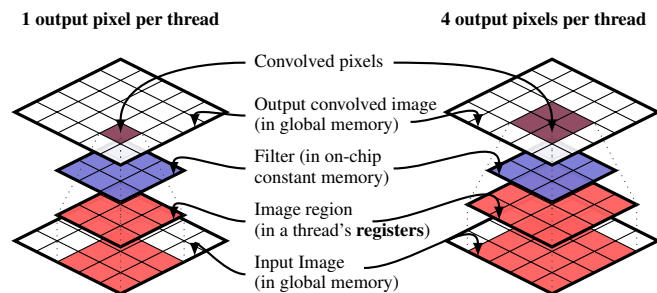 1 output pixel per thread
4 output pixels per thread
Convolved pixels
Output convolved image
(in global memory)
Filter (in on-chip
constant memory)
Image region
(in a thread's registers)
Input Image
(in global memory)